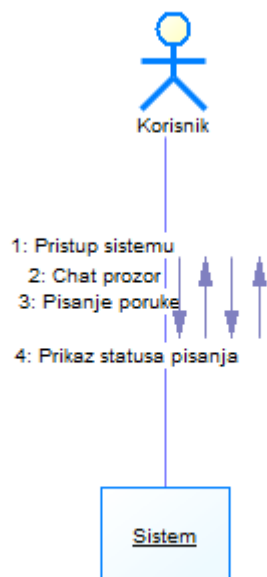 Korisnik
1: Pristup sistemu
2: Chat prozor
3: Pisanje poruke
4: Prikaz statusa pisanja
Sistem